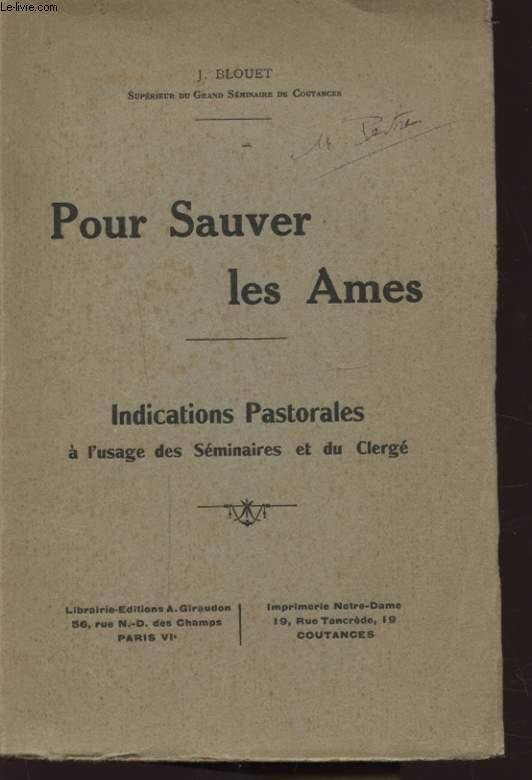 Le-livre.com
J. BLOUET
SUPÉRIEUR DU GRAND SÉMINAIRE DE COUTANCES
Pour Sauver
les Ames
Indications Pastorales
à l'usage des Séminaires et du Clergé
Librairie-Editions A. Giraudon
56, rue N.-D. des Champs
PARIS VIe
Imprimerie Notre-Dame
19, Rue Tancrède, 19
COUTANCES